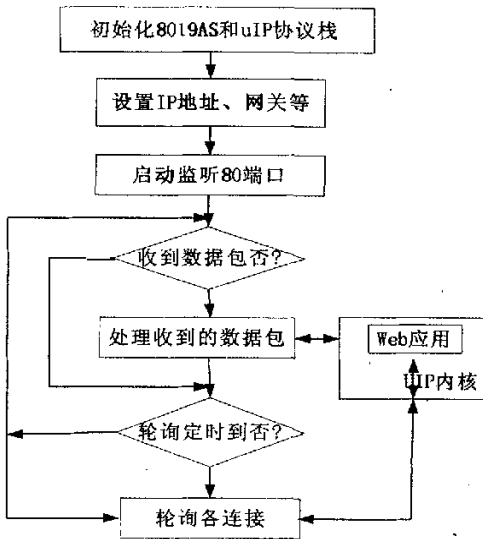 初始化8019AS和uIP协议栈
设置IP地址、网关等
启动监听80端口
收到数据包否?
处理收到的数据包
Web应用
UIP内核
轮询定时到否?
轮询各连接